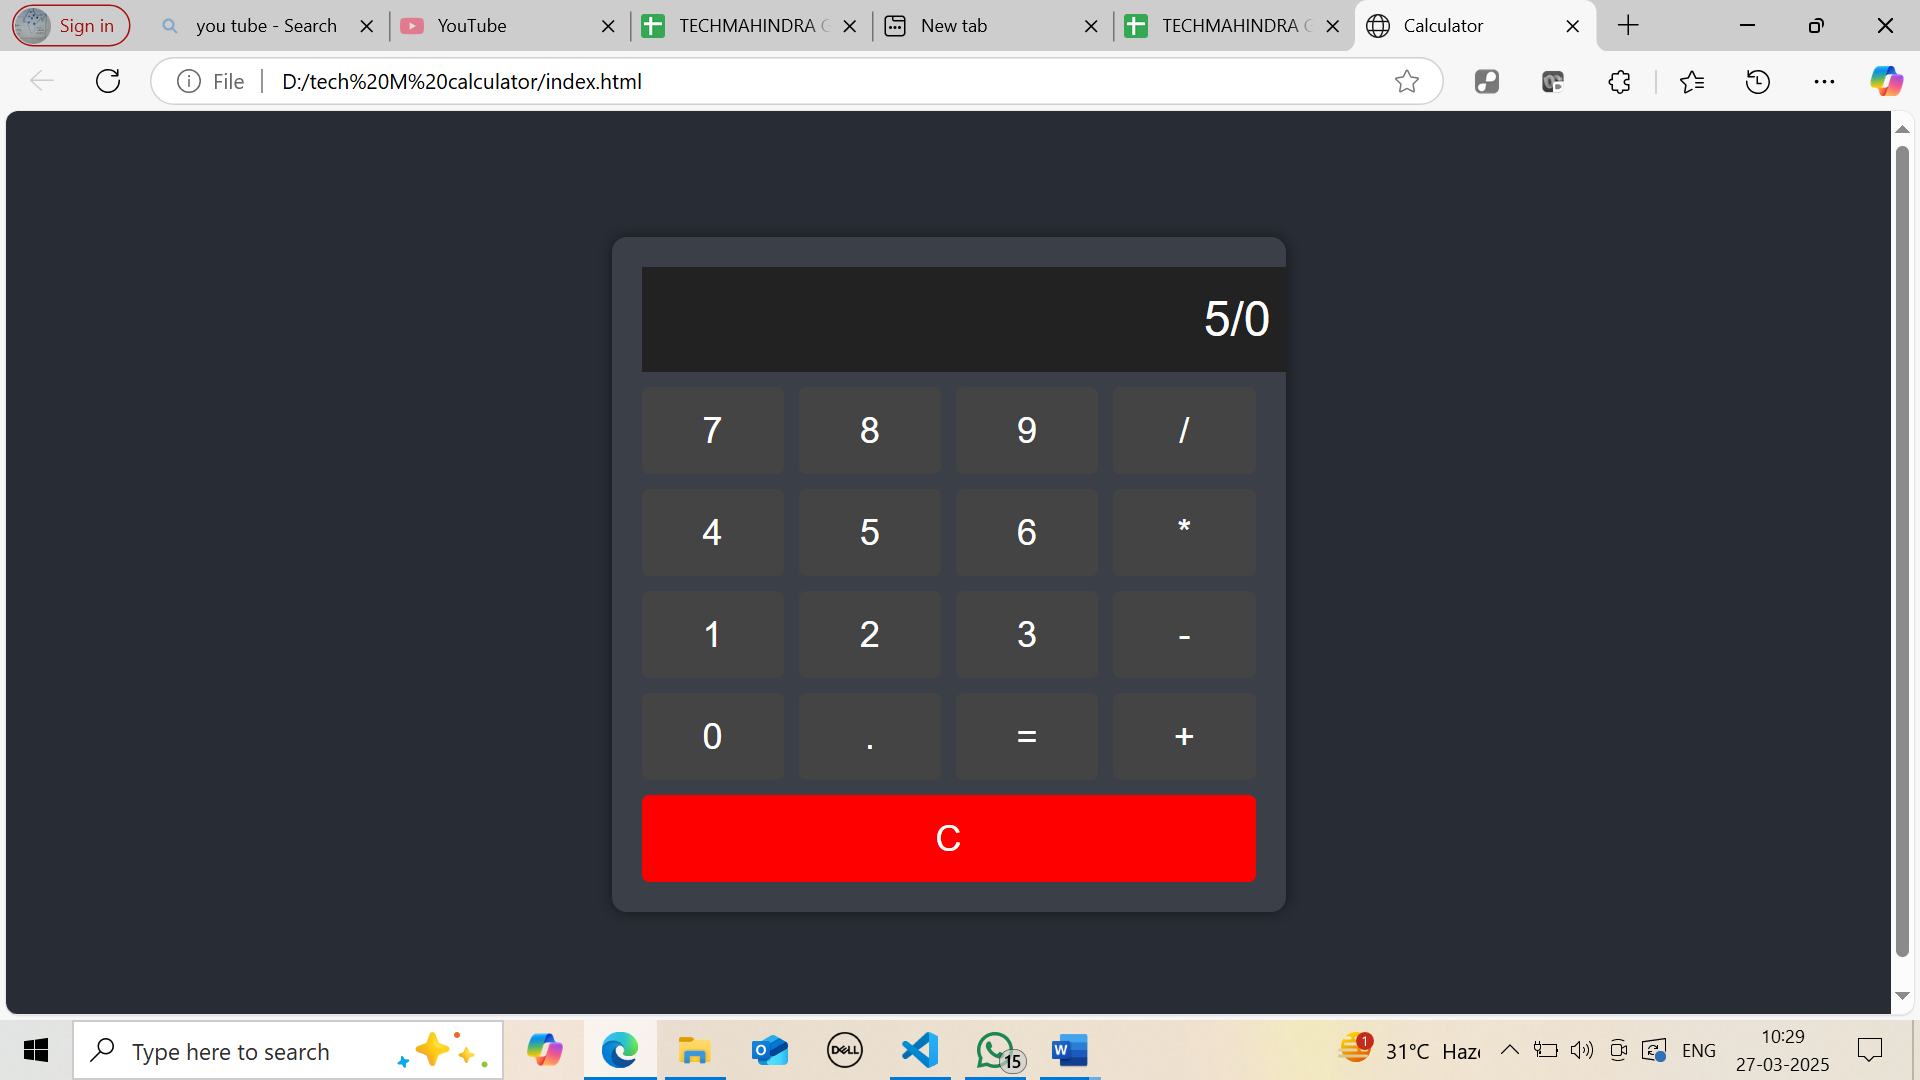 Sign in
you tube - Search
YouTube
TECHMAHINDRA
New tab
TECHMAHINDRA
Calculator
File
D:/tech%20M%20calculator/index.html
5/0
7 8 9 /
4 5 6 *
1 2 3 -
0 . = +
C
Type here to search
O
DELL
15
W
1
31°C
ENG
10:29
27-03-2025